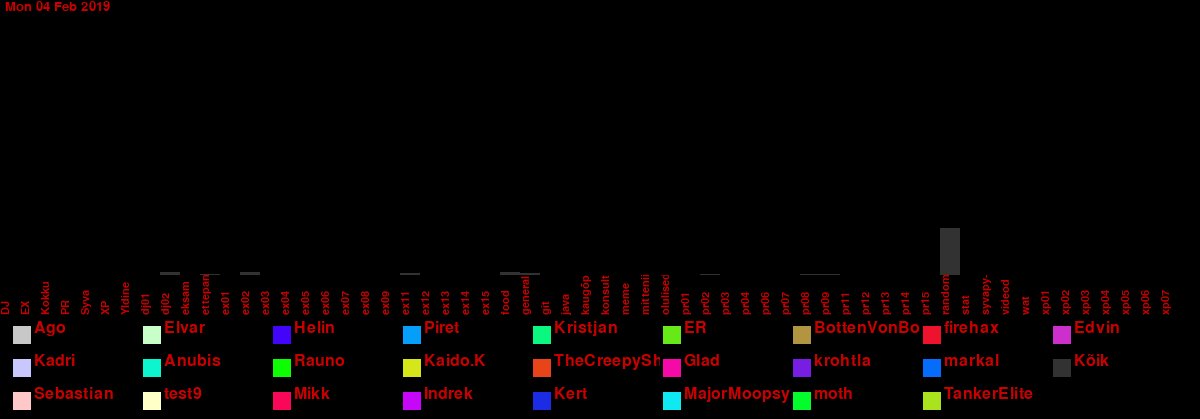 Mon 04 Feb 2019
DJ
EX
Kokku
PR
Syva
XP
Yldine
dj01
dj02
eksam
ettepan
ex01
ex02
ex03
ex04
ex05
ex06
ex07
ex08
ex09
ex11
ex12
ex13
ex14
ex15
food
general
git
java
kaugõp
konsult
meme
mittenii
olulised
pr01
pr02
pr03
pr04
pr06
pr07
pr08
pr09
pr11
pr12
pr13
pr14
pr15
random
stat
syvapy-
videod
wat
xp01
xp02
xp03
xp04
xp05
xp06
xp07
Ago Elvar Helin Piret Kristjan ER BottenVonBo firehax Edvin
Kadri Anubis Rauno Kaido.K TheCreepySh Glad krohtla markal Kõik
Sebastian test9 Mikk Indrek Kert MajorMoopsy moth TankerElite